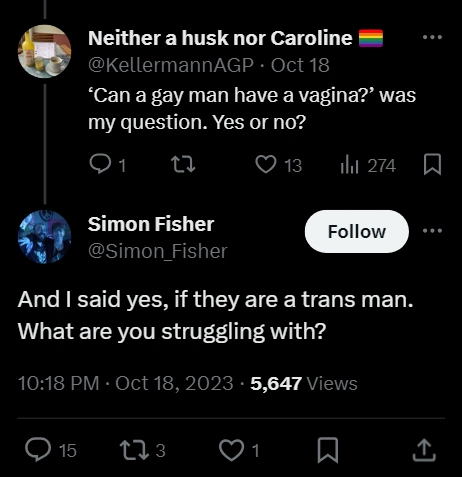 Neither a husk nor Caroline 🏳️‍🌈
@KellermannAGP · Oct 18
‘Can a gay man have a vagina?’ was
my question. Yes or no?
1 13 274
Simon Fisher
@Simon_Fisher
Follow
And I said yes, if they are a trans man.
What are you struggling with?
10:18 PM · Oct 18, 2023 · 5,647 Views
15 3 1